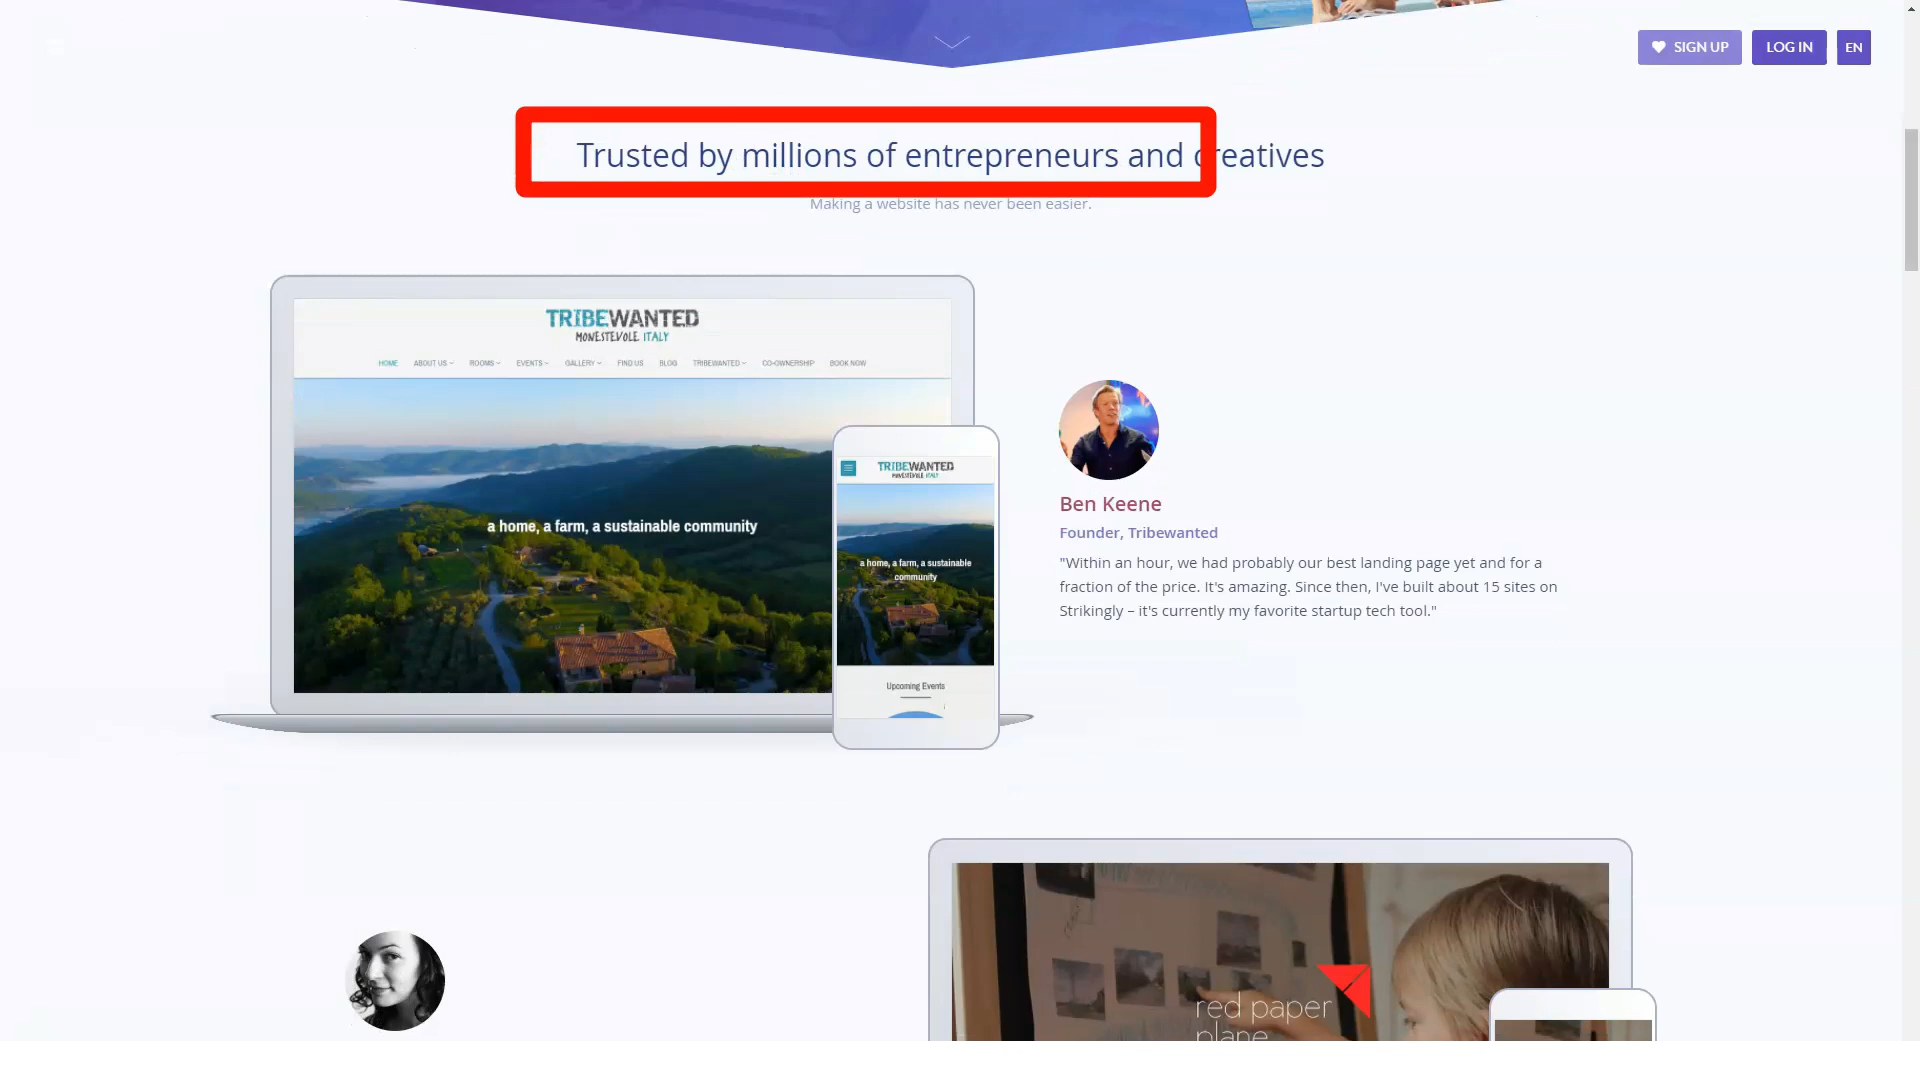 SIGN UP
LOG IN
EN
Trusted by millions of entrepreneurs and creatives
Making a website has never been easier.
TRIBEWANTED
MONESTEVOLE ITALY
HOME ABOUT US ROOMS EVENTS GALLERY FIND US BLOG TRIBEWANTED CO-OWNERSHIP BOOK NOW
a home, a farm, a sustainable community
TRIBEWANTED
MONESTEVOLE ITALY
a home, a farm, a sustainable
community
Upcoming Events
Ben Keene
Founder, Tribewanted
"Within an hour, we had probably our best landing page yet and for a
fraction of the price. It's amazing. Since then, I've built about 15 sites on
Strikingly – it's currently my favorite startup tech tool."
red paper
plane